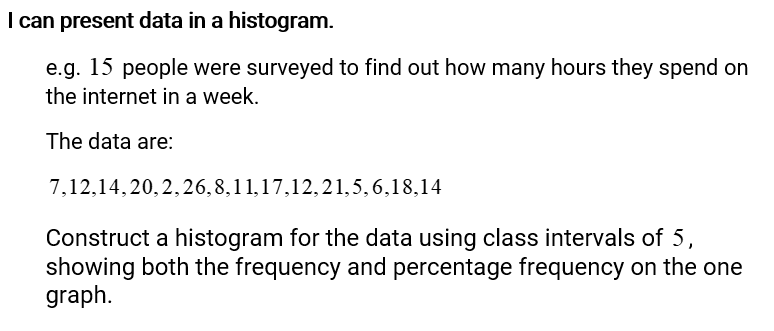 I can present data in a histogram.
e.g. 15 people were surveyed to find out how many hours they spend on
the internet in a week.
The data are:
7,12,14,20,2,26,8,11,17,12,21,5,6,18,14
Construct a histogram for the data using class intervals of 5,
showing both the frequency and percentage frequency on the one
graph.